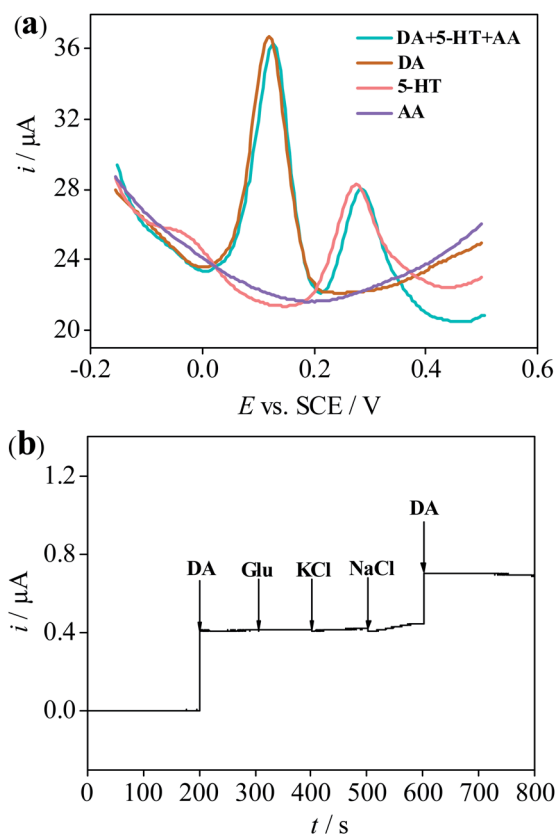 (a)
36
32
28
24
20
i / μA
DA+5-HT+AA
DA
5-HT
AA
-0.2 0.0 0.2 0.4 0.6
E vs. SCE / V
(b)
1.2
0.8
0.4
0.0
i / μA
DA Glu KCl NaCl DA
0 100 200 300 400 500 600 700 800
t / s